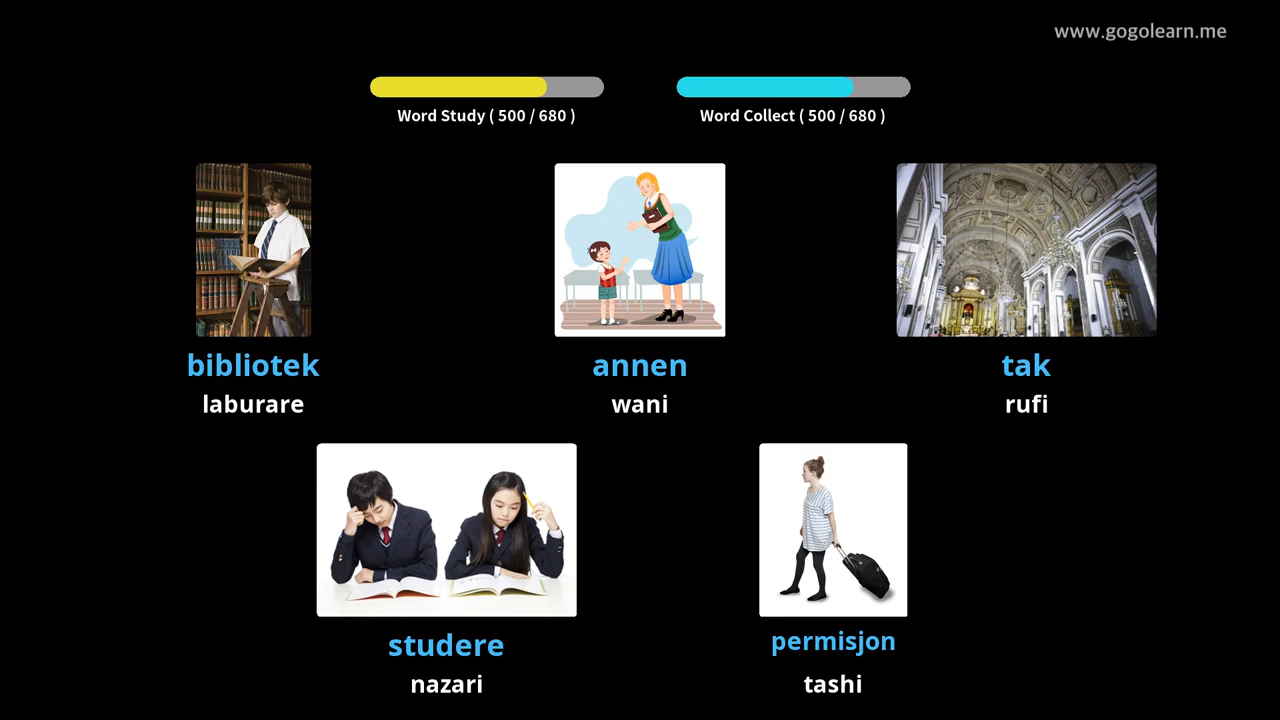 www.gogolearn.me
Word Study ( 500 / 680 )
Word Collect ( 500 / 680 )
bibliotek
laburare
annen
wani
tak
rufi
studere
nazari
permisjon
tashi